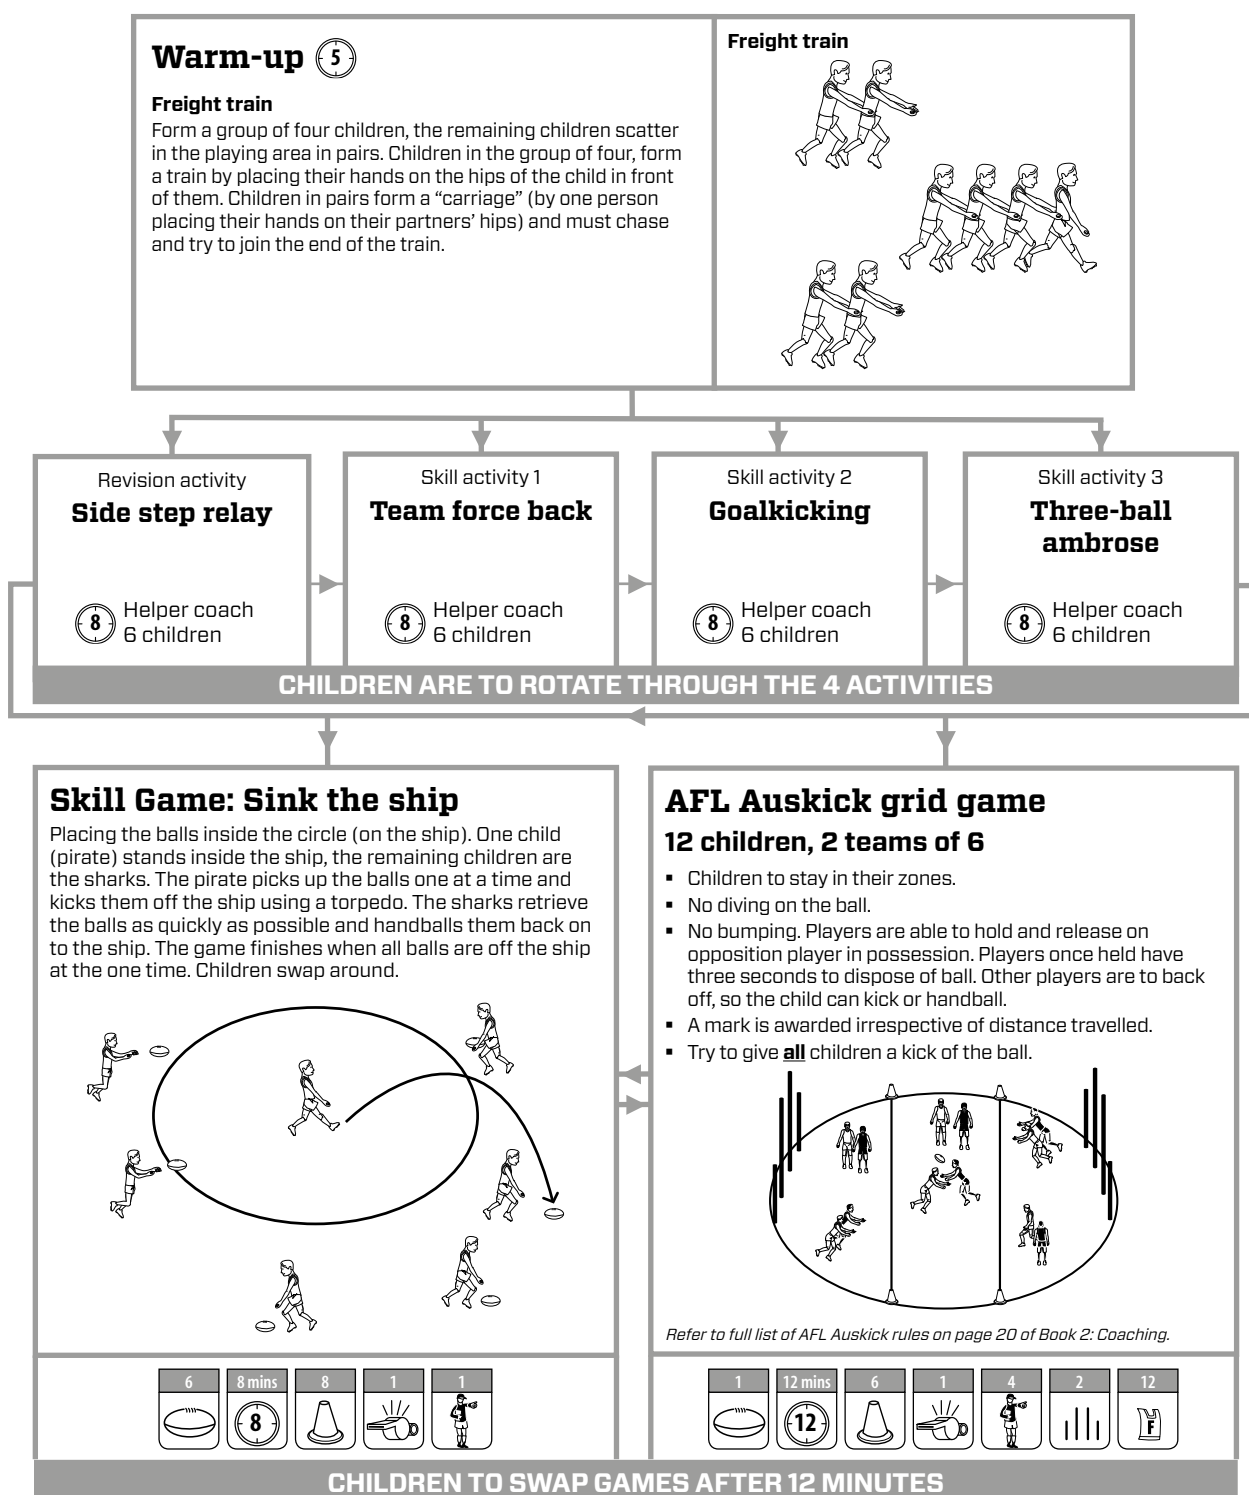 Warm-up 5
Freight train
Form a group of four children, the remaining children scatter
in the playing area in pairs. Children in the group of four, form
a train by placing their hands on the hips of the child in front
of them. Children in pairs form a “carriage” (by one person
placing their hands on their partners’ hips) and must chase
and try to join the end of the train.
Freight train
Revision activity
Side step relay
8 Helper coach
6 children
Skill activity 1
Team force back
8 Helper coach
6 children
Skill activity 2
Goalkicking
8 Helper coach
6 children
Skill activity 3
Three-ball
ambrose
8 Helper coach
6 children
CHILDREN ARE TO ROTATE THROUGH THE 4 ACTIVITIES
Skill Game: Sink the ship
Placing the balls inside the circle (on the ship). One child
(pirate) stands inside the ship, the remaining children are
the sharks. The pirate picks up the balls one at a time and
kicks them off the ship using a torpedo. The sharks retrieve
the balls as quickly as possible and handballs them back on
to the ship. The game finishes when all balls are off the ship
at the one time. Children swap around.
6 8 mins 8 1 1
8
AFL Auskick grid game
12 children, 2 teams of 6
▪ Children to stay in their zones.
▪ No diving on the ball.
▪ No bumping. Players are able to hold and release on
opposition player in possession. Players once held have
three seconds to dispose of ball. Other players are to back
off, so the child can kick or handball.
▪ A mark is awarded irrespective of distance travelled.
▪ Try to give all children a kick of the ball.
Refer to full list of AFL Auskick rules on page 20 of Book 2: Coaching.
1 12 mins 6 1 4 2 12
12 F
CHILDREN TO SWAP GAMES AFTER 12 MINUTES